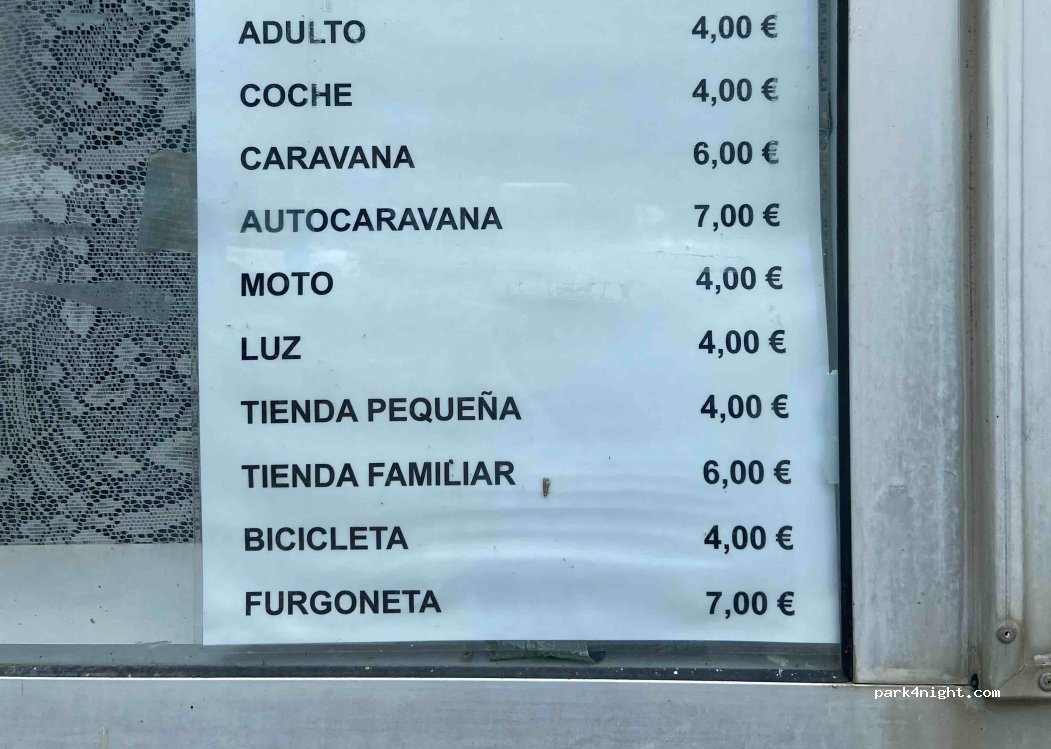 ADULTO 4,00 €
COCHE 4,00 €
CARAVANA 6,00 €
AUTOCARAVANA 7,00 €
MOTO 4,00 €
LUZ 4,00 €
TIENDA PEQUEÑA 4,00 €
TIENDA FAMILIAR 6,00 €
BICICLETA 4,00 €
FURGONETA 7,00 €
park4night.com